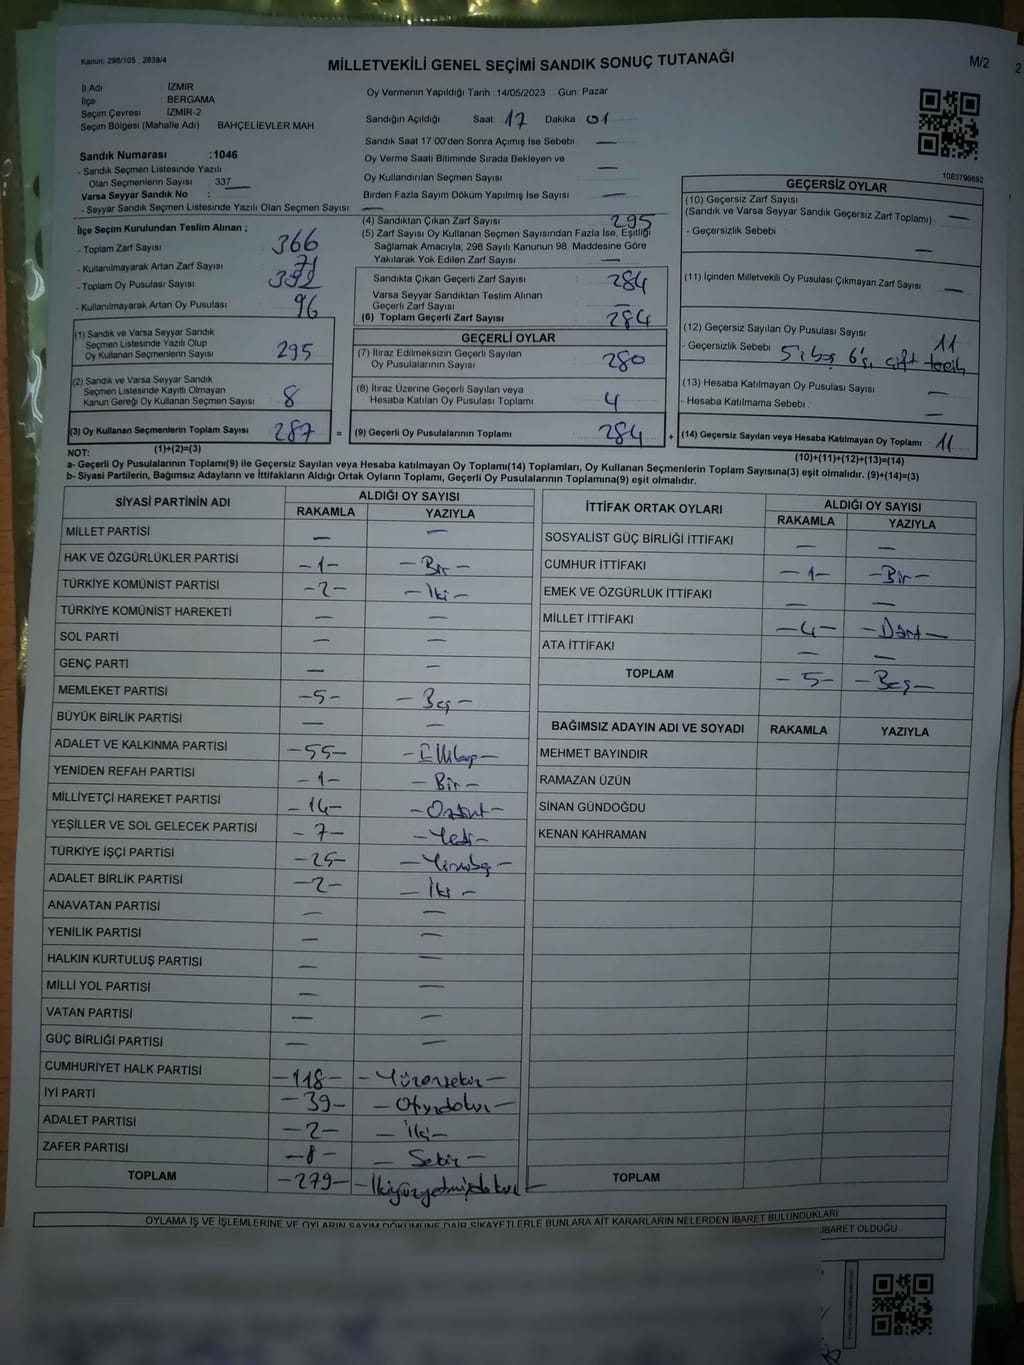 Kanun: 298/105 , 2839/4
MİLLETVEKİLİ GENEL SEÇİMİ SANDIK SONUÇ TUTANAĞI
M/2
2
İl Adı İZMİR
İlçe BERGAMA
Seçim Çevresi İZMİR-2
Seçim Bölgesi (Mahalle Adı) BAHÇELİEVLER MAH
Sandık Numarası :1046
- Sandık Seçmen Listesinde Yazılı
Olan Seçmenlerin Sayısı : 337
Varsa Seyyar Sandık No :
- Seyyar Sandık Seçmen Listesinde Yazılı Olan Seçmen Sayısı: —
Oy Vermenin Yapıldığı Tarih :14/05/2023 Gün: Pazar
Sandığın Açıldığı Saat 17 Dakika 01
Sandık Saat 17:00'den Sonra Açımış İse Sebebi —
Oy Verme Saati Bitiminde Sırada Bekleyen ve
Oy Kullandırılan Seçmen Sayısı —
Birden Fazla Sayım Döküm Yapılmış İse Sayısı —
1083796692
İlçe Seçim Kurulundan Teslim Alınan ;
- Toplam Zarf Sayısı 366
- Kullanılmayarak Artan Zarf Sayısı 71
- Toplam Oy Pusulası Sayısı
- Kullanılmayarak Artan Oy Pusulası 96
(1) Sandık ve Varsa Seyyar Sandık
Seçmen Listesinde Yazılı Olup
Oy Kullanan Seçmenlerin Sayısı 295
(2) Sandık ve Varsa Seyyar Sandık
Seçmen Listesinde Kayıtlı Olmayan
Kanun Gereği Oy Kullanan Seçmen Sayısı 8
(3) Oy Kullanan Seçmenlerin Toplam Sayısı 287 =
(1)+(2)=(3)
(4) Sandıktan Çıkan Zarf Sayısı 295
(5) Zarf Sayısı Oy Kullanan Seçmen Sayısından Fazla İse, Eşitliği
Sağlamak Amacıyla, 298 Sayılı Kanunun 98. Maddesine Göre
Yakılarak Yok Edilen Zarf Sayısı —
Sandıkta Çıkan Geçerli Zarf Sayısı 284
Varsa Seyyar Sandıktan Teslim Alınan
Geçerli Zarf Sayısı —
(6) Toplam Geçerli Zarf Sayısı 284
GEÇERLİ OYLAR
(7) İtiraz Edilmeksizin Geçerli Sayılan
Oy Pusulalarının Sayısı 280
(8) İtiraz Üzerine Geçerli Sayılan veya
Hesaba Katılan Oy Pusulası Toplamı 4
(9) Geçerli Oy Pusulalarının Toplamı 284 +
GEÇERSİZ OYLAR
(10) Geçersiz Zarf Sayısı
(Sandık ve Varsa Seyyar Sandık Geçersiz Zarf Toplamı) —
- Geçersizlik Sebebi —
(11) İçinden Milletvekili Oy Pusulası Çıkmayan Zarf Sayısı —
(12) Geçersiz Sayılan Oy Pusulası Sayısı 11
- Geçersizlik Sebebi 5'i boş 6'sı çift tercih
(13) Hesaba Katılmayan Oy Pusulası Sayısı —
- Hesaba Katılmama Sebebi : —
(14) Geçersiz Sayılan veya Hesaba Katılmayan Oy Toplamı 11
(10)+(11)+(12)+(13)=(14)
NOT:
a- Geçerli Oy Pusulalarının Toplamı(9) ile Geçersiz Sayılan veya Hesaba katılmayan Oy Toplamı(14) Toplamları, Oy Kullanan Seçmenlerin Toplam Sayısına(3) eşit olmalıdır. (9)+(14)=(3)
b- Siyasi Partilerin, Bağımsız Adayların ve İttifakların Aldığı Ortak Oyların Toplamı, Geçerli Oy Pusulalarının Toplamına(9) eşit olmalıdır.
SİYASİ PARTİNİN ADI ALDIĞI OY SAYISI
RAKAMLA YAZIYLA
MİLLET PARTİSİ — —
HAK VE ÖZGÜRLÜKLER PARTİSİ -1- -Bir-
TÜRKİYE KOMÜNİST PARTİSİ -2- -İki-
TÜRKİYE KOMÜNİST HAREKETİ — —
SOL PARTİ — —
GENÇ PARTİ — —
MEMLEKET PARTİSİ -5- -Beş-
BÜYÜK BİRLİK PARTİSİ — —
ADALET VE KALKINMA PARTİSİ -55- -Ellibeş-
YENİDEN REFAH PARTİSİ -1- -Bir-
MİLLİYETÇİ HAREKET PARTİSİ -14- -Ondört-
YEŞİLLER VE SOL GELECEK PARTİSİ -7- -Yedi-
TÜRKİYE İŞÇİ PARTİSİ -25- -Yirmibeş-
ADALET BİRLİK PARTİSİ -2- -İki-
ANAVATAN PARTİSİ — —
YENİLİK PARTİSİ — —
HALKIN KURTULUŞ PARTİSİ — —
MİLLİ YOL PARTİSİ — —
VATAN PARTİSİ — —
GÜÇ BİRLİĞİ PARTİSİ — —
CUMHURİYET HALK PARTİSİ -118- -Yüzonsekiz-
İYİ PARTİ -39- -Otuzdokuz-
ADALET PARTİSİ -2- -İki-
ZAFER PARTİSİ -8- -Sekiz-
TOPLAM -279- -İkiyüzyetmişdokuz-
İTTİFAK ORTAK OYLARI ALDIĞI OY SAYISI
RAKAMLA YAZIYLA
SOSYALİST GÜÇ BİRLİĞİ İTTİFAKI — —
CUMHUR İTTİFAKI -1- -Bir-
EMEK VE ÖZGÜRLÜK İTTİFAKI — —
MİLLET İTTİFAKI -4- -Dört-
ATA İTTİFAKI — —
TOPLAM -5- -Beş-
BAĞIMSIZ ADAYIN ADI VE SOYADI RAKAMLA YAZIYLA
MEHMET BAYINDIR
RAMAZAN ÜZÜN
SİNAN GÜNDOĞDU
KENAN KAHRAMAN
TOPLAM
OYLAMA İŞ VE İŞLEMLERİNE VE OYLARIN SAYIM DÖKÜMÜNE DAİR ŞİKAYETLERLE BUNLARA AİT KARARLARIN NELERDEN İBARET BULUNDUKLARI
İBARET OLDUĞU